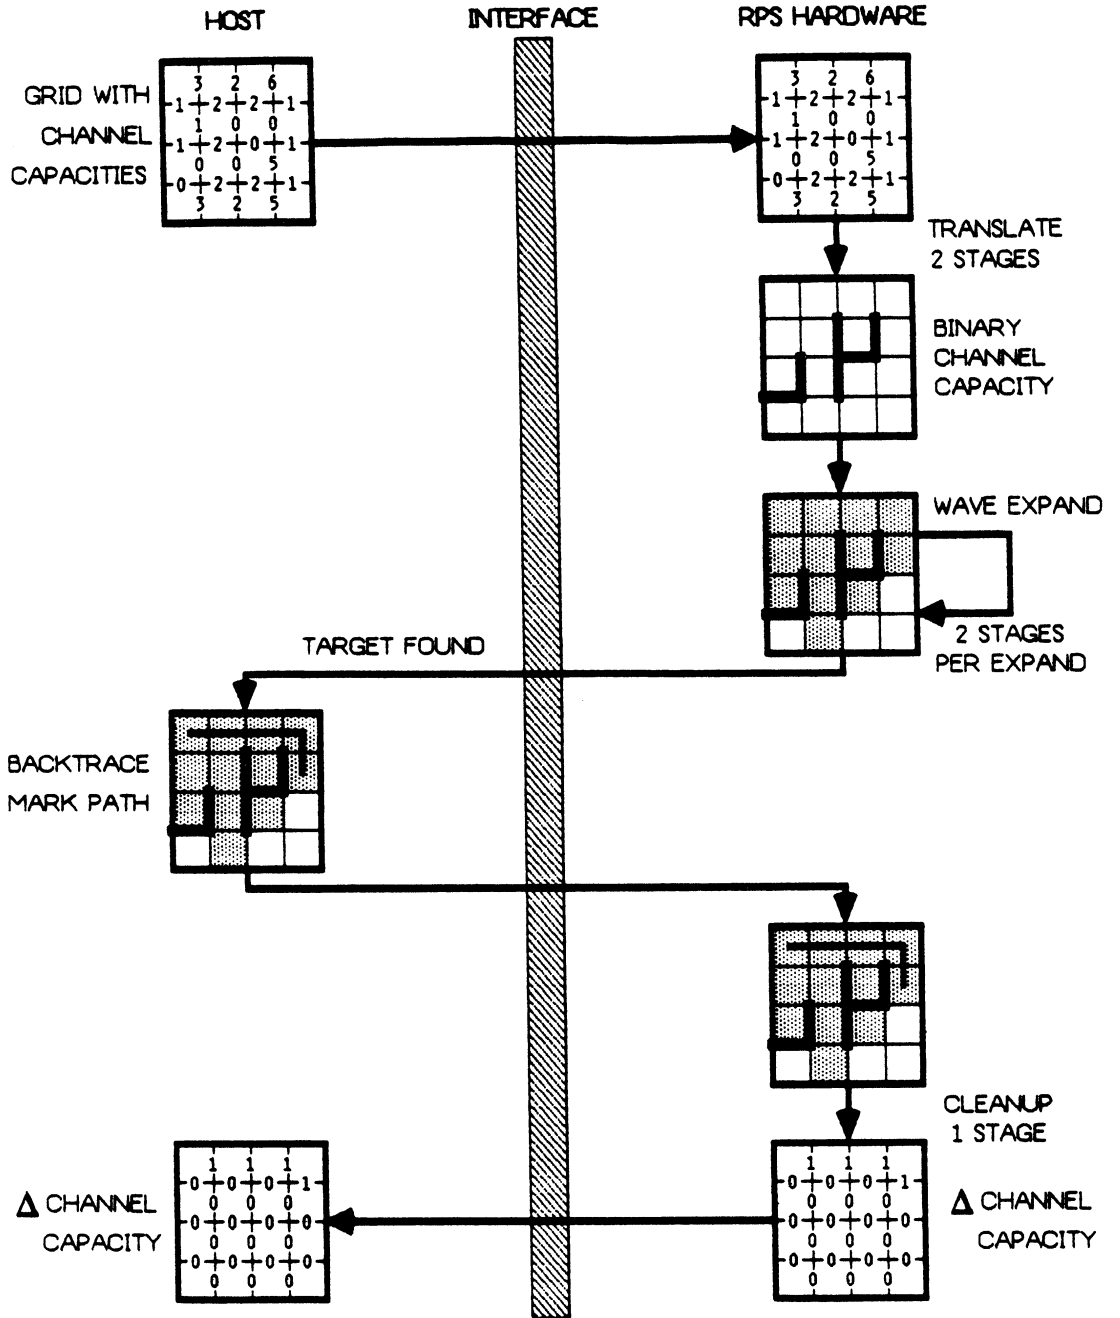 HOST INTERFACE RPS HARDWARE
GRID WITH
CHANNEL
CAPACITIES
3 2 6
1 2 2 1
1 0 0
1 2 0 1
0 0 5
0 2 2 1
3 2 5
3 2 6
1 2 2 1
1 0 0
1 2 0 1
0 0 5
0 2 2 1
3 2 5
TRANSLATE
2 STAGES
BINARY
CHANNEL
CAPACITY
WAVE EXPAND
2 STAGES
PER EXPAND
TARGET FOUND
BACKTRACE
MARK PATH
CLEANUP
1 STAGE
Δ CHANNEL
CAPACITY
1 1 1
0 0 0 1
0 0 0
0 0 0 0
0 0 0
0 0 0 0
0 0 0
1 1 1
0 0 0 1
0 0 0
0 0 0 0
0 0 0
0 0 0 0
0 0 0
Δ CHANNEL
CAPACITY